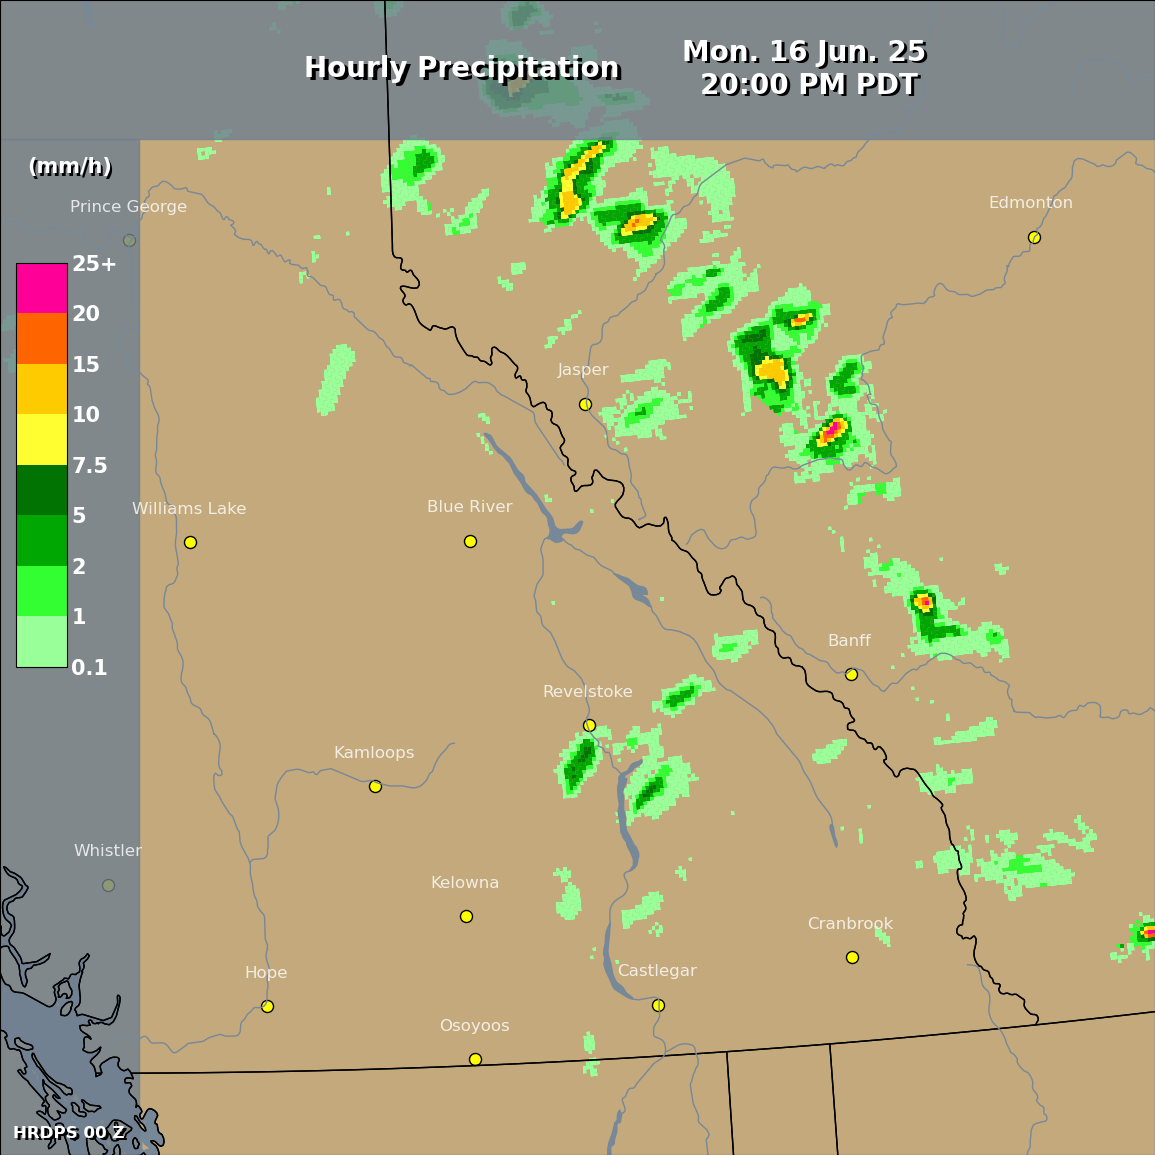 Hourly Precipitation
Mon. 16 Jun. 25
20:00 PM PDT
(mm/h)
Prince George
Edmonton
25+
20
15
10
7.5
5
2
1
0.1
Jasper
Williams Lake
Blue River
Banff
Revelstoke
Kamloops
Whistler
Kelowna
Cranbrook
Hope
Castlegar
Osoyoos
HRDPS 00 Z